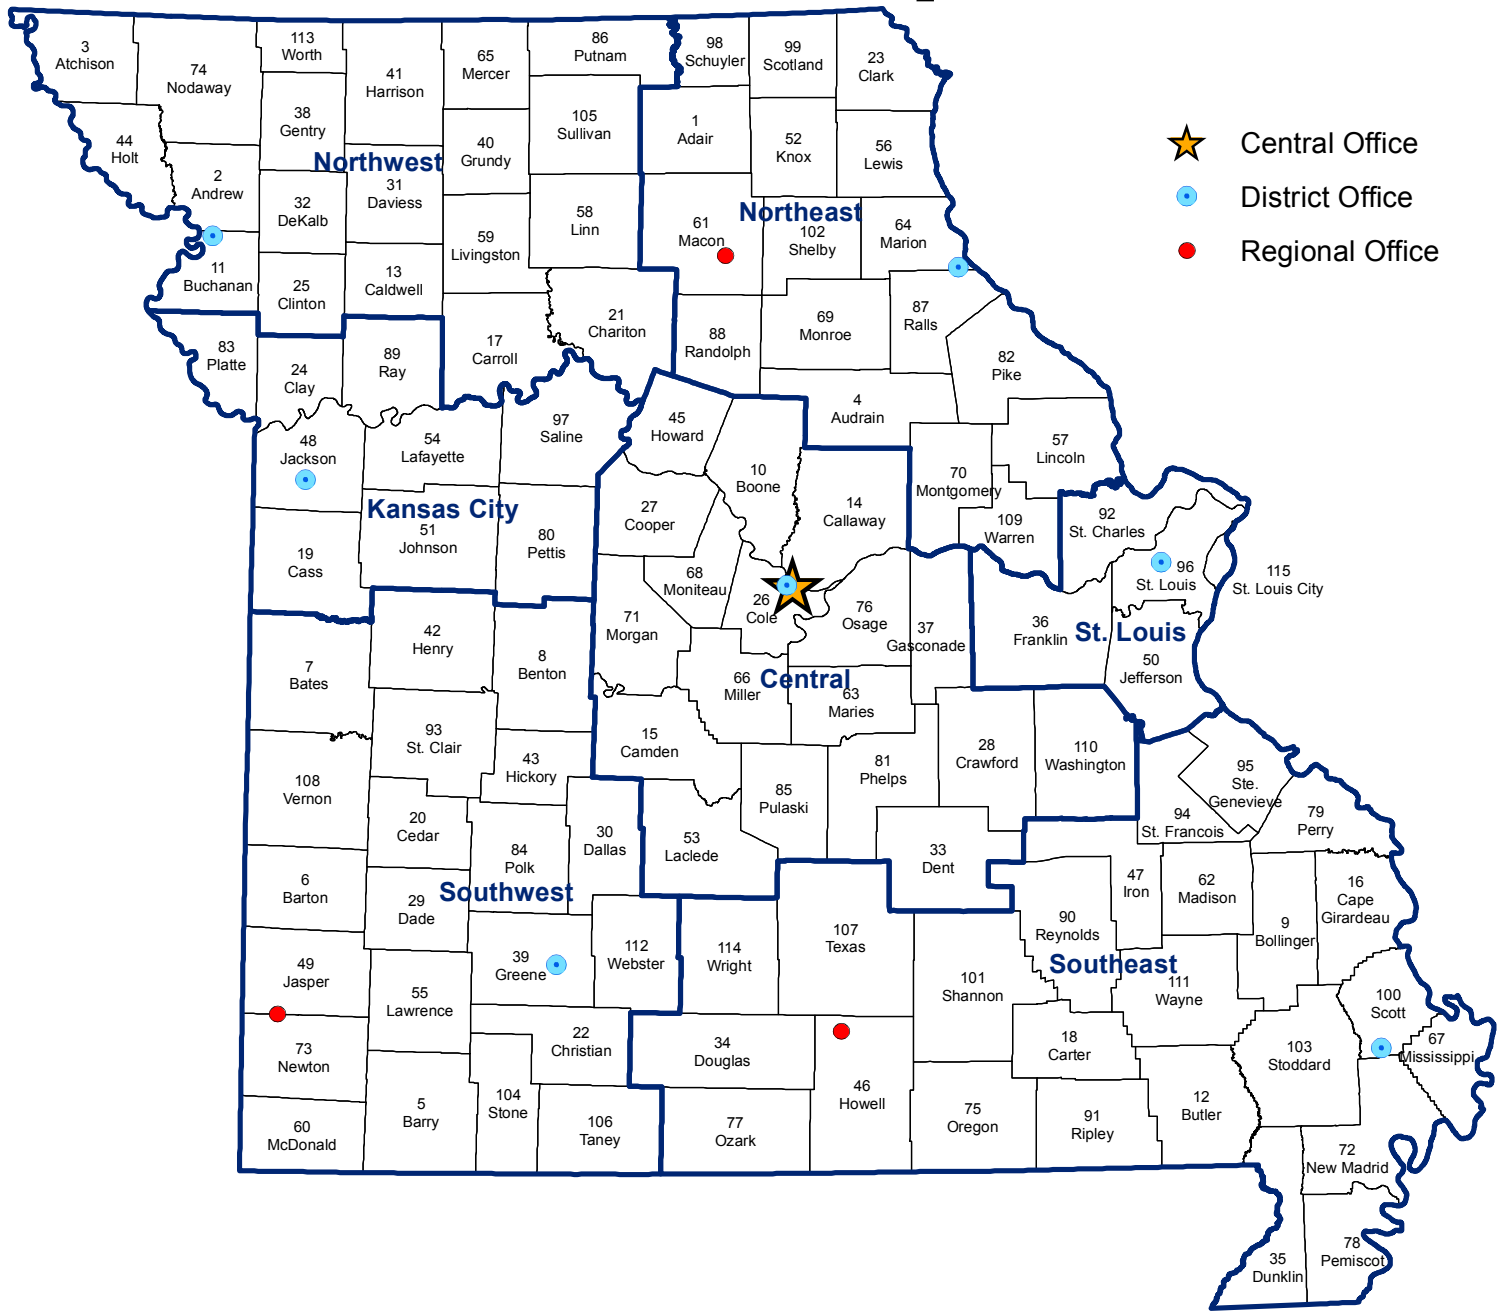 3
Atchison
74
Nodaway
113
Worth
41
Harrison
65
Mercer
86
Putnam
98
Schuyler
99
Scotland
23
Clark
44
Holt
38
Gentry
40
Grundy
105
Sullivan
1
Adair
52
Knox
56
Lewis
Northwest
2
Andrew
32
DeKalb
31
Daviess
59
Livingston
58
Linn
61
Macon
Northeast
102
Shelby
64
Marion
11
Buchanan
25
Clinton
13
Caldwell
17
Carroll
21
Chariton
88
Randolph
69
Monroe
87
Ralls
82
Pike
83
Platte
24
Clay
89
Ray
4
Audrain
48
Jackson
54
Lafayette
97
Saline
45
Howard
10
Boone
14
Callaway
70
Montgomery
57
Lincoln
109
Warren
92
St. Charles
96
St. Louis
115
St. Louis City
Kansas City
19
Cass
51
Johnson
80
Pettis
27
Cooper
68
Moniteau
26
Cole
76
Osage
37
Gasconade
36
Franklin
St. Louis
50
Jefferson
7
Bates
42
Henry
8
Benton
71
Morgan
66
Miller
Central
63
Maries
93
St. Clair
43
Hickory
15
Camden
85
Pulaski
81
Phelps
28
Crawford
110
Washington
95
Ste.
Genevieve
94
St. Francois
79
Perry
108
Vernon
20
Cedar
84
Polk
30
Dallas
53
Laclede
33
Dent
47
Iron
62
Madison
16
Cape
Girardeau
9
Bollinger
6
Barton
29
Dade
Southwest
90
Reynolds
Southeast
49
Jasper
55
Lawrence
39
Greene
112
Webster
114
Wright
107
Texas
101
Shannon
111
Wayne
100
Scott
67
Mississippi
73
Newton
22
Christian
34
Douglas
46
Howell
18
Carter
103
Stoddard
60
McDonald
5
Barry
104
Stone
106
Taney
77
Ozark
75
Oregon
91
Ripley
12
Butler
72
New Madrid
35
Dunklin
78
Pemiscot
Central Office
District Office
Regional Office